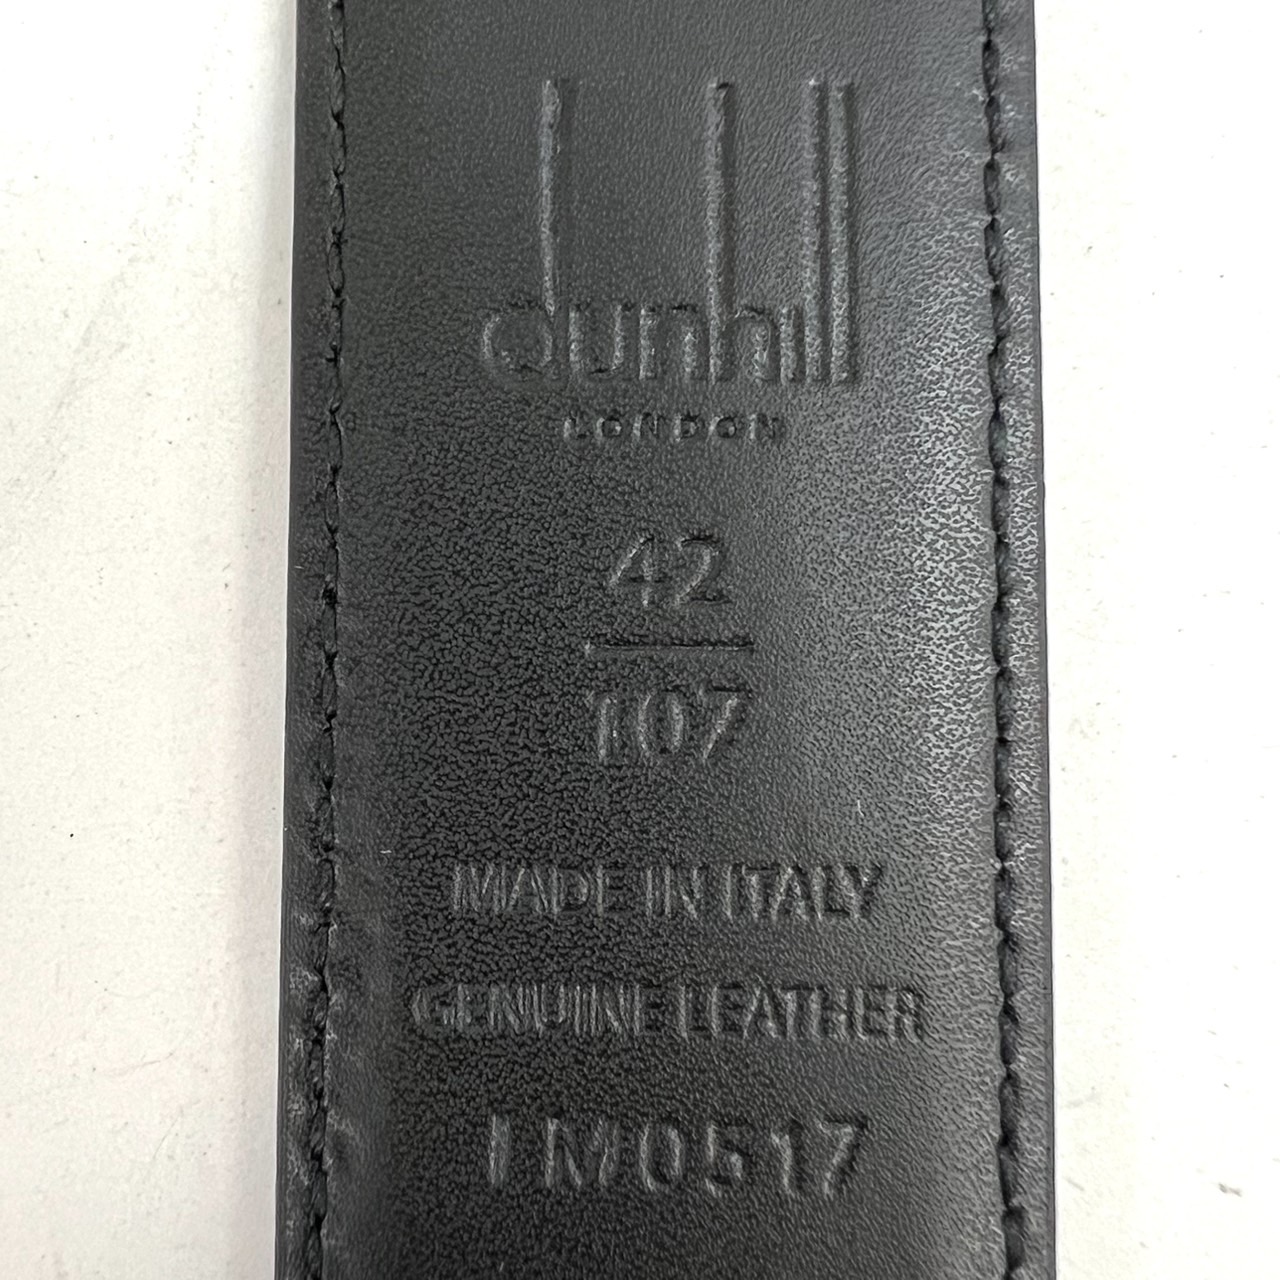 dunhill
LONDON
42
107
MADE IN ITALY
GENUINE LEATHER
IM0517